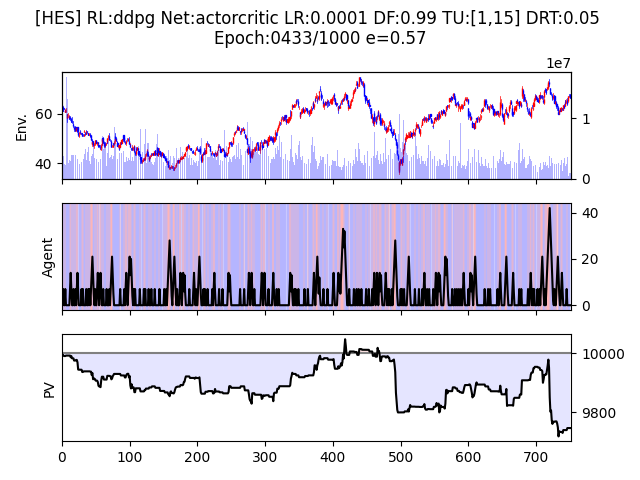 [HES] RL:ddpg Net:actorcritic LR:0.0001 DF:0.99 TU:[1,15] DRT:0.05
Epoch:0433/1000 e=0.57
1e7
Env.
60
40
1
0
Agent
40
20
0
PV
10000
9800
0 100 200 300 400 500 600 700